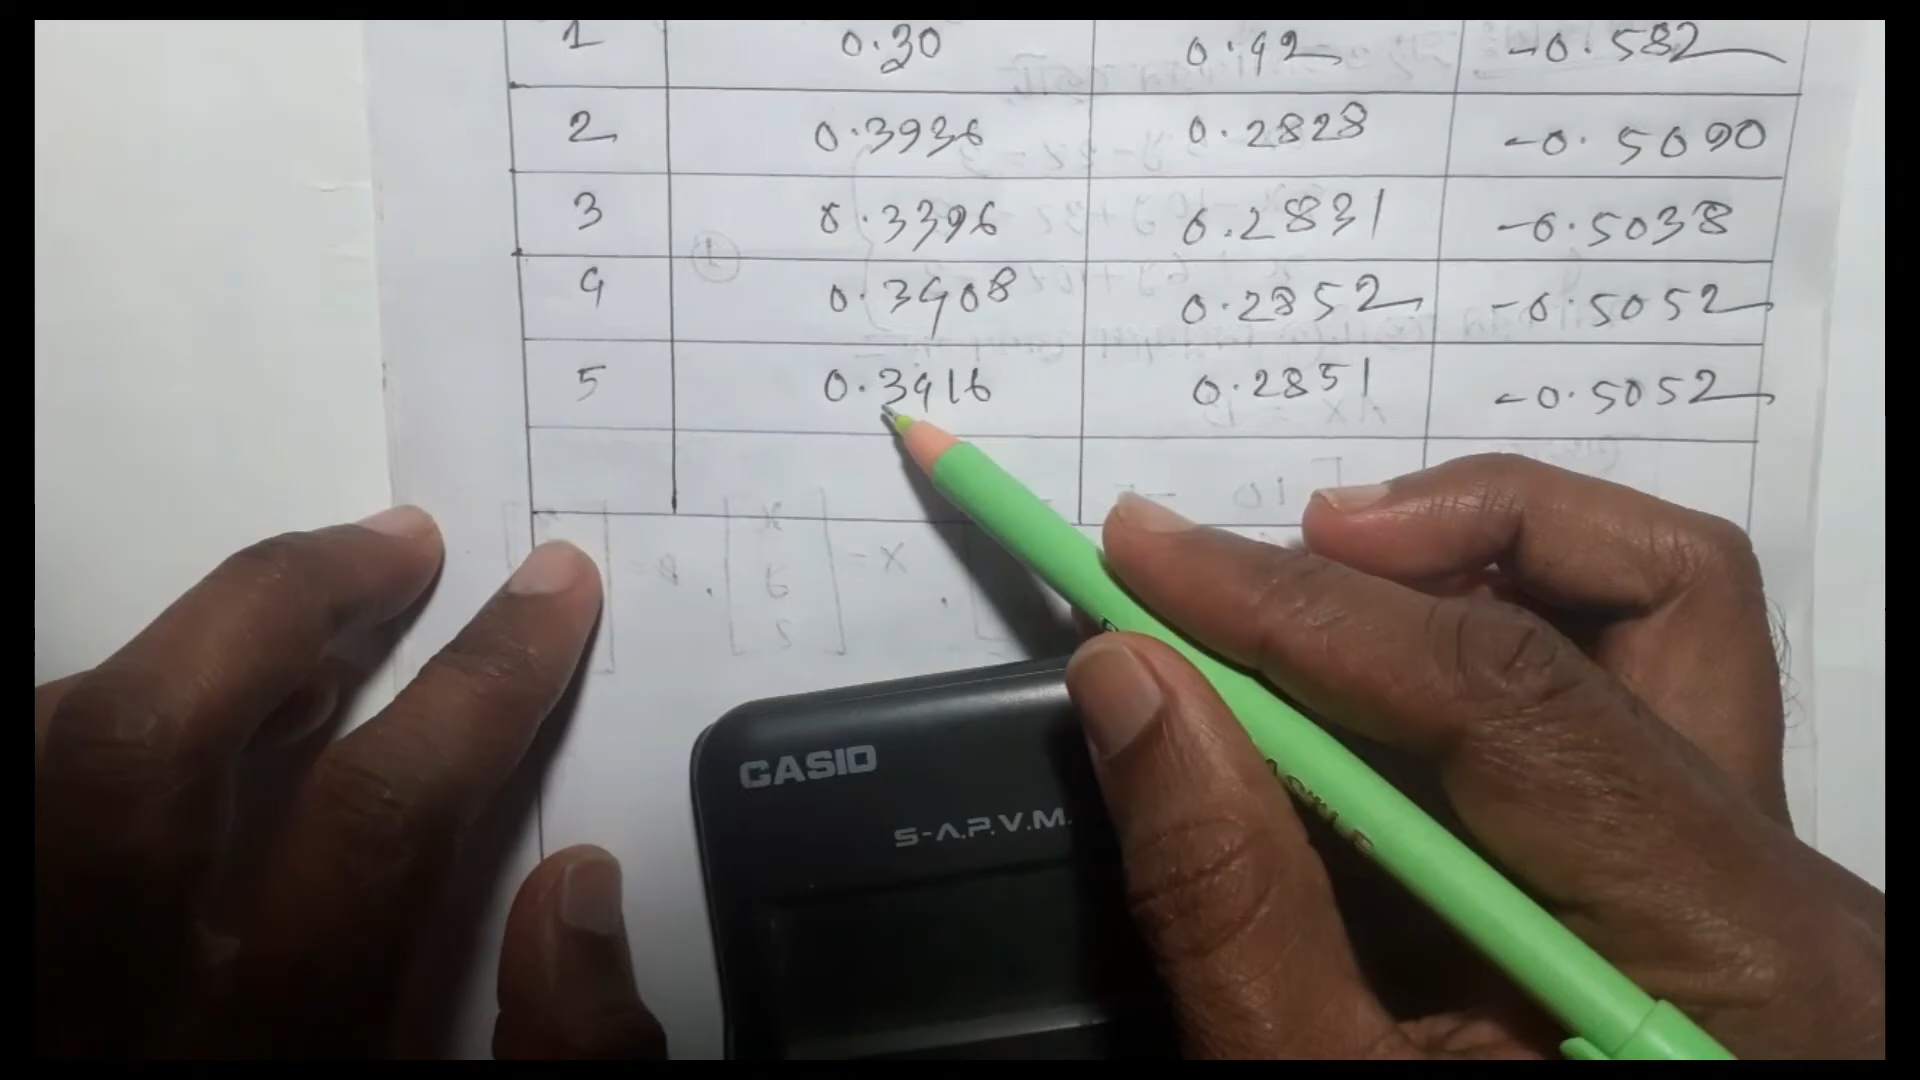 1 0.30 0.42 -0.582
2 0.3936 0.2828 -0.5090
3 0.3396 0.2831 -0.5038
4 0.3408 0.2852 -0.5052
5 0.3416 0.2851 -0.5052
CASIO
S-A.P.V.M.